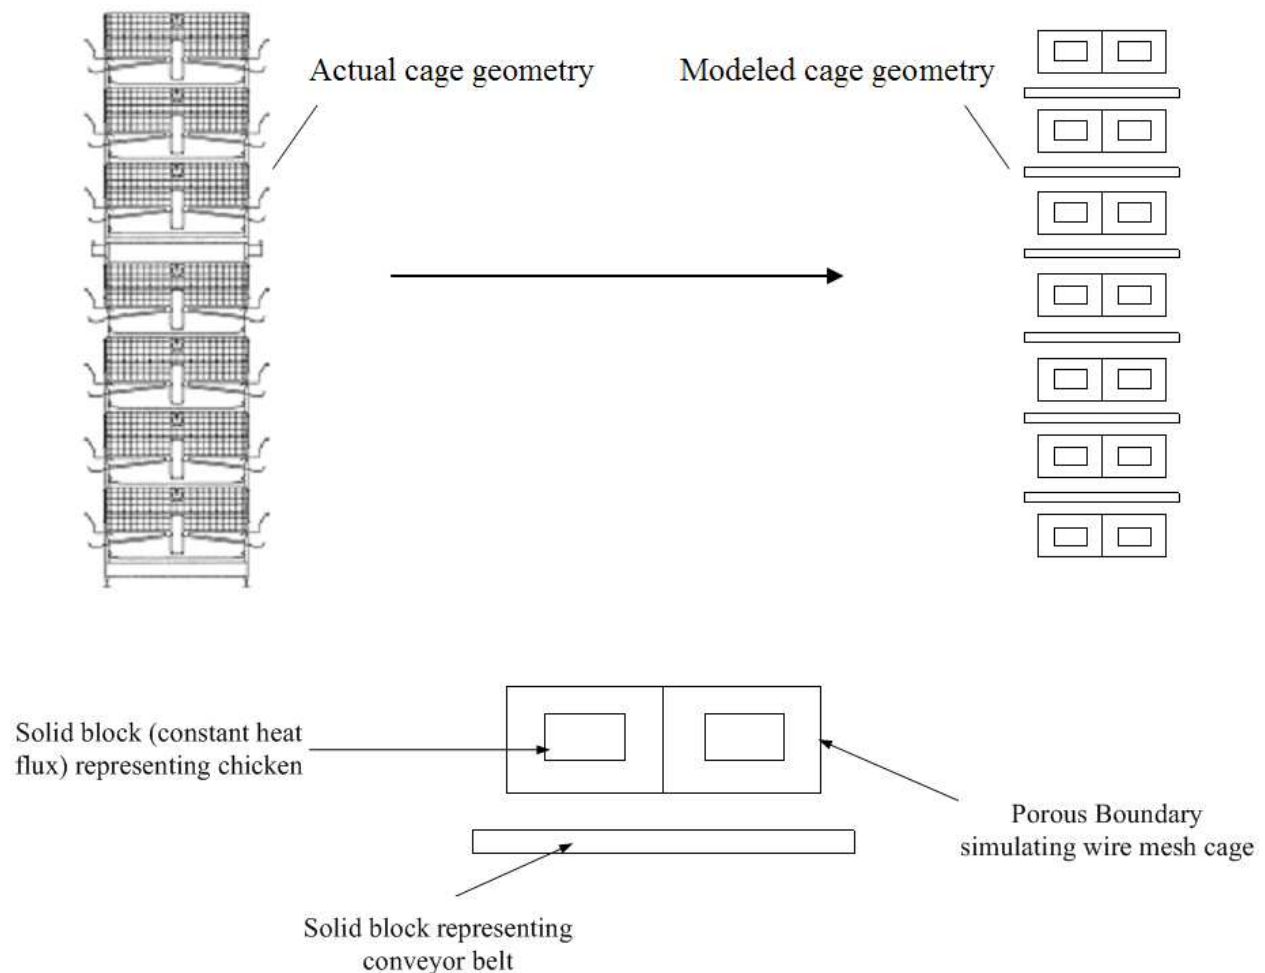 Actual cage geometry
Modeled cage geometry
Solid block (constant heat
flux) representing chicken
Porous Boundary
simulating wire mesh cage
Solid block representing
conveyor belt